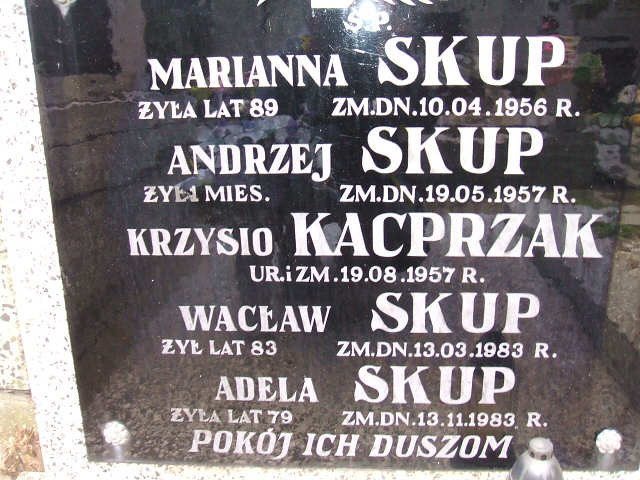 Ś.P.
MARIANNA SKUP
ŻYŁA LAT 89 ZM.DN.10.04.1956 R.
ANDRZEJ SKUP
ŻYŁ 1 MIES. ZM.DN.19.05.1957 R.
KRZYSIO KACPRZAK
UR.i ZM.19.08.1957 R.
WACŁAW SKUP
ŻYŁ LAT 83 ZM.DN.13.03.1983 R.
ADELA SKUP
ŻYŁA LAT 79 ZM.DN.13.11.1983 R.
POKÓJ ICH DUSZOM